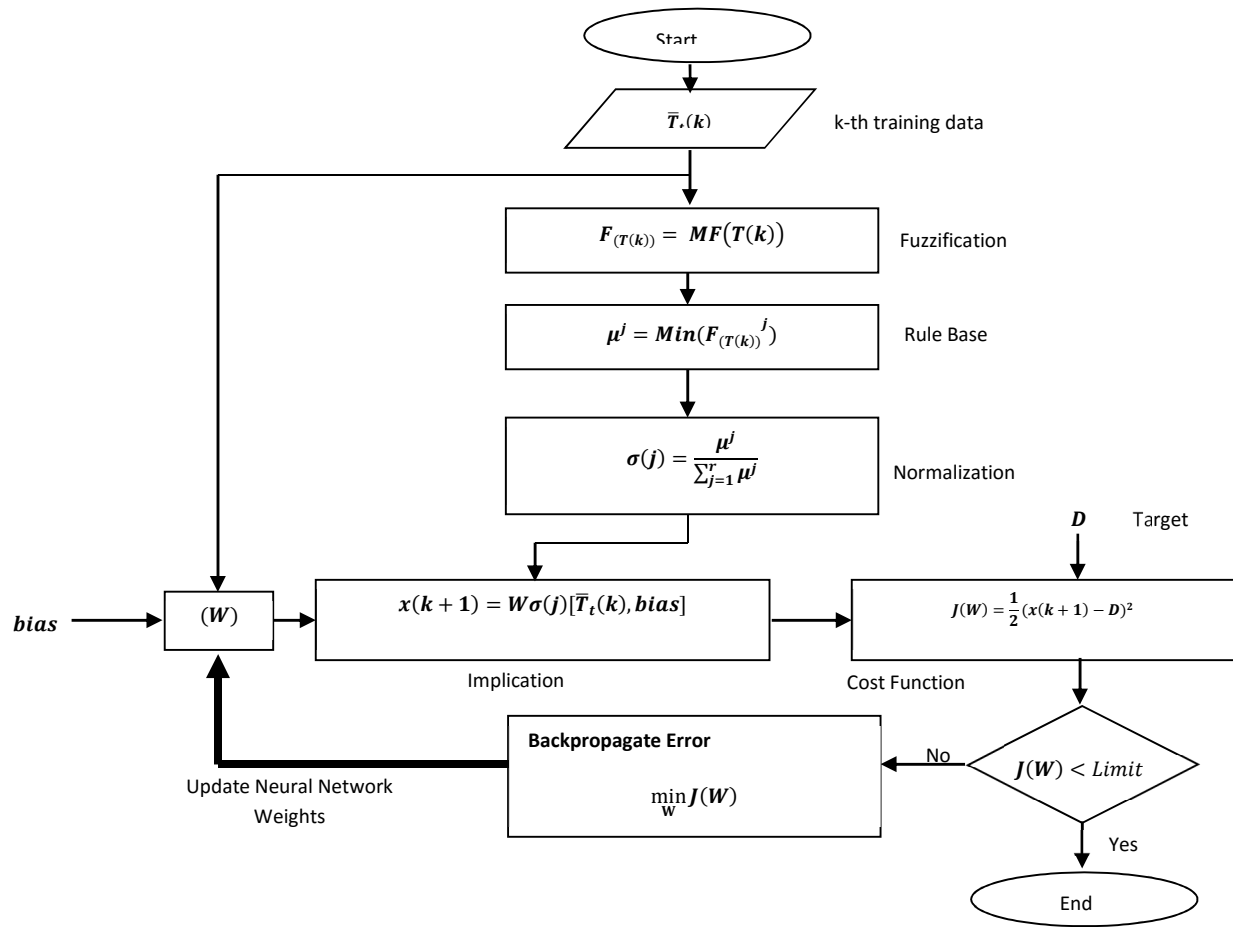 Start
T̅ₜ(k)
k-th training data
F₍T(k)₎ = MF(T(k))
Fuzzification
μʲ = Min(F₍T(k)₎ʲ)
Rule Base
σ(j) = μʲ / ∑ʳⱼ₌₁ μʲ
Normalization
D Target
bias
(W)
x(k + 1) = Wσ(j)[T̅ₜ(k), bias]
J(W) = 1/2 (x(k + 1) − D)²
Implication
Cost Function
Backpropagate Error
min J(W)
W
No
J(W) < Limit
Update Neural Network
Weights
Yes
End